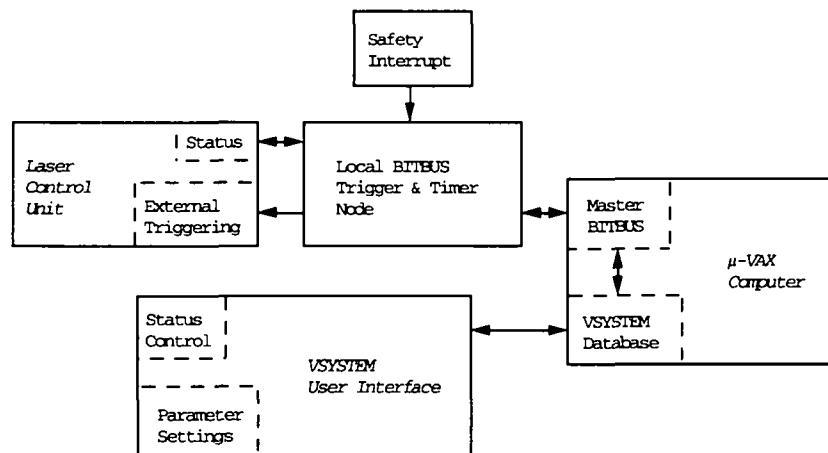 Safety
Interrupt
Laser
Control
Unit
Status
External
Triggering
Local BITBUS
Trigger & Timer
Node
Master
BITBUS
µ-VAX
Computer
VSYSTEM
Database
Status
Control
VSYSTEM
User Interface
Parameter
Settings